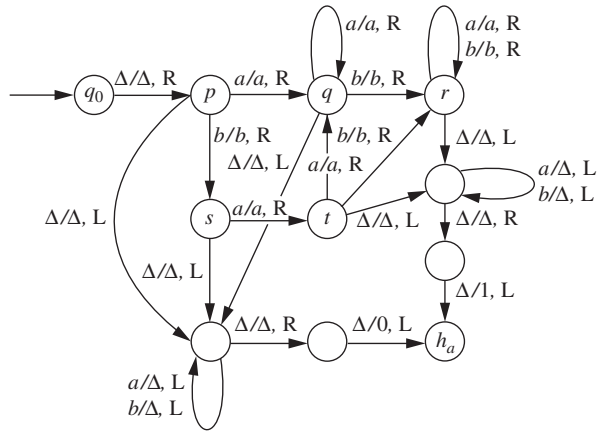 a/a, R
a/a, R
b/b, R
Δ/Δ, R
a/a, R
b/b, R
q0
p
q
r
b/b, R
b/b, R
Δ/Δ, L
Δ/Δ, L
a/a, R
a/Δ, L
b/Δ, L
Δ/Δ, L
s
a/a, R
t
Δ/Δ, L
Δ/Δ, R
Δ/Δ, L
Δ/1, L
Δ/Δ, R
Δ/0, L
ha
a/Δ, L
b/Δ, L